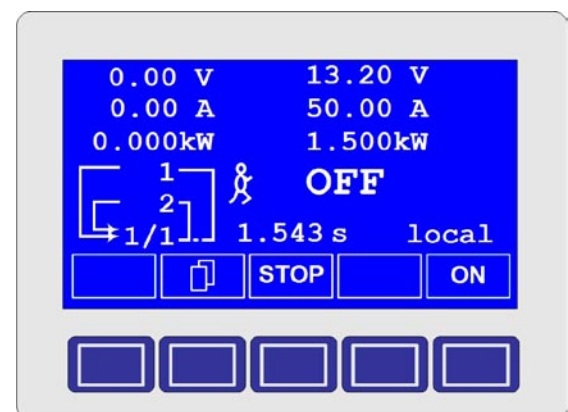 0.00 V 13.20 V
0.00 A 50.00 A
0.000kW 1.500kW
1
OFF
2
1/1 1.543 s local
STOP ON